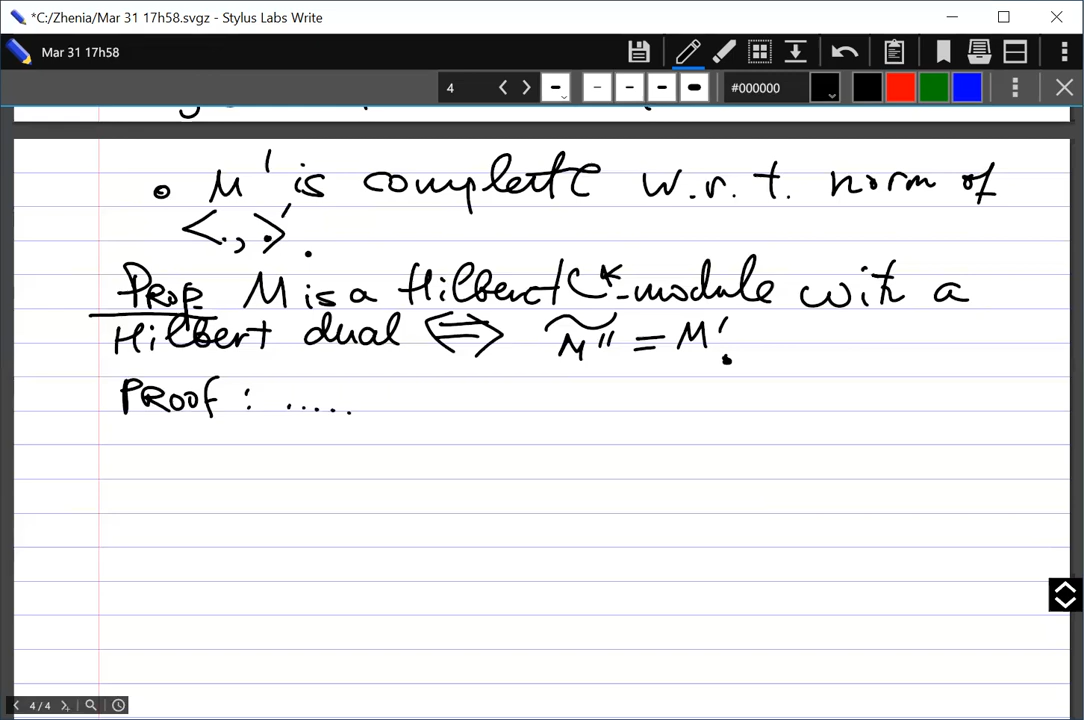 *C:/Zhenia/Mar 31 17h58.svgz - Stylus Labs Write
Mar 31 17h58
4
#000000
• M' is complete w.r.t. norm of
<.,.>'.
Prop. M is a Hilbert C*-module with a
Hilbert dual ⟺ M̃'' = M'.
PROOF: .....
4/4